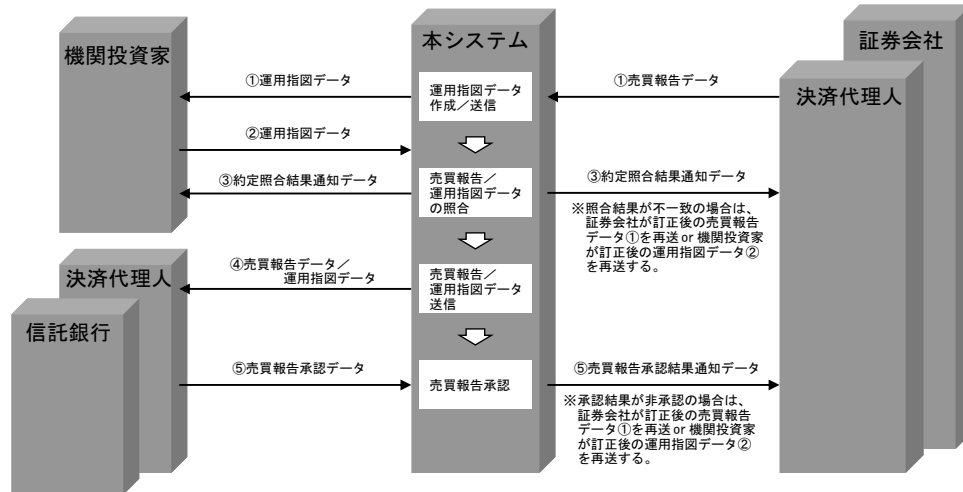 機関投資家
本システム
証券会社
決済代理人
①運用指図データ
運用指図データ
作成／送信
①売買報告データ
②運用指図データ
③約定照合結果通知データ
売買報告／
運用指図データ
の照合
③約定照合結果通知データ
※照合結果が不一致の場合は、
証券会社が訂正後の売買報告
データ①を再送 or 機関投資家
が訂正後の運用指図データ②
を再送する。
決済代理人
信託銀行
④売買報告データ／
運用指図データ
売買報告／
運用指図データ
送信
⑤売買報告承認データ
売買報告承認
⑤売買報告承認結果通知データ
※承認結果が非承認の場合は、
証券会社が訂正後の売買報告
データ①を再送 or 機関投資家
が訂正後の運用指図データ②
を再送する。